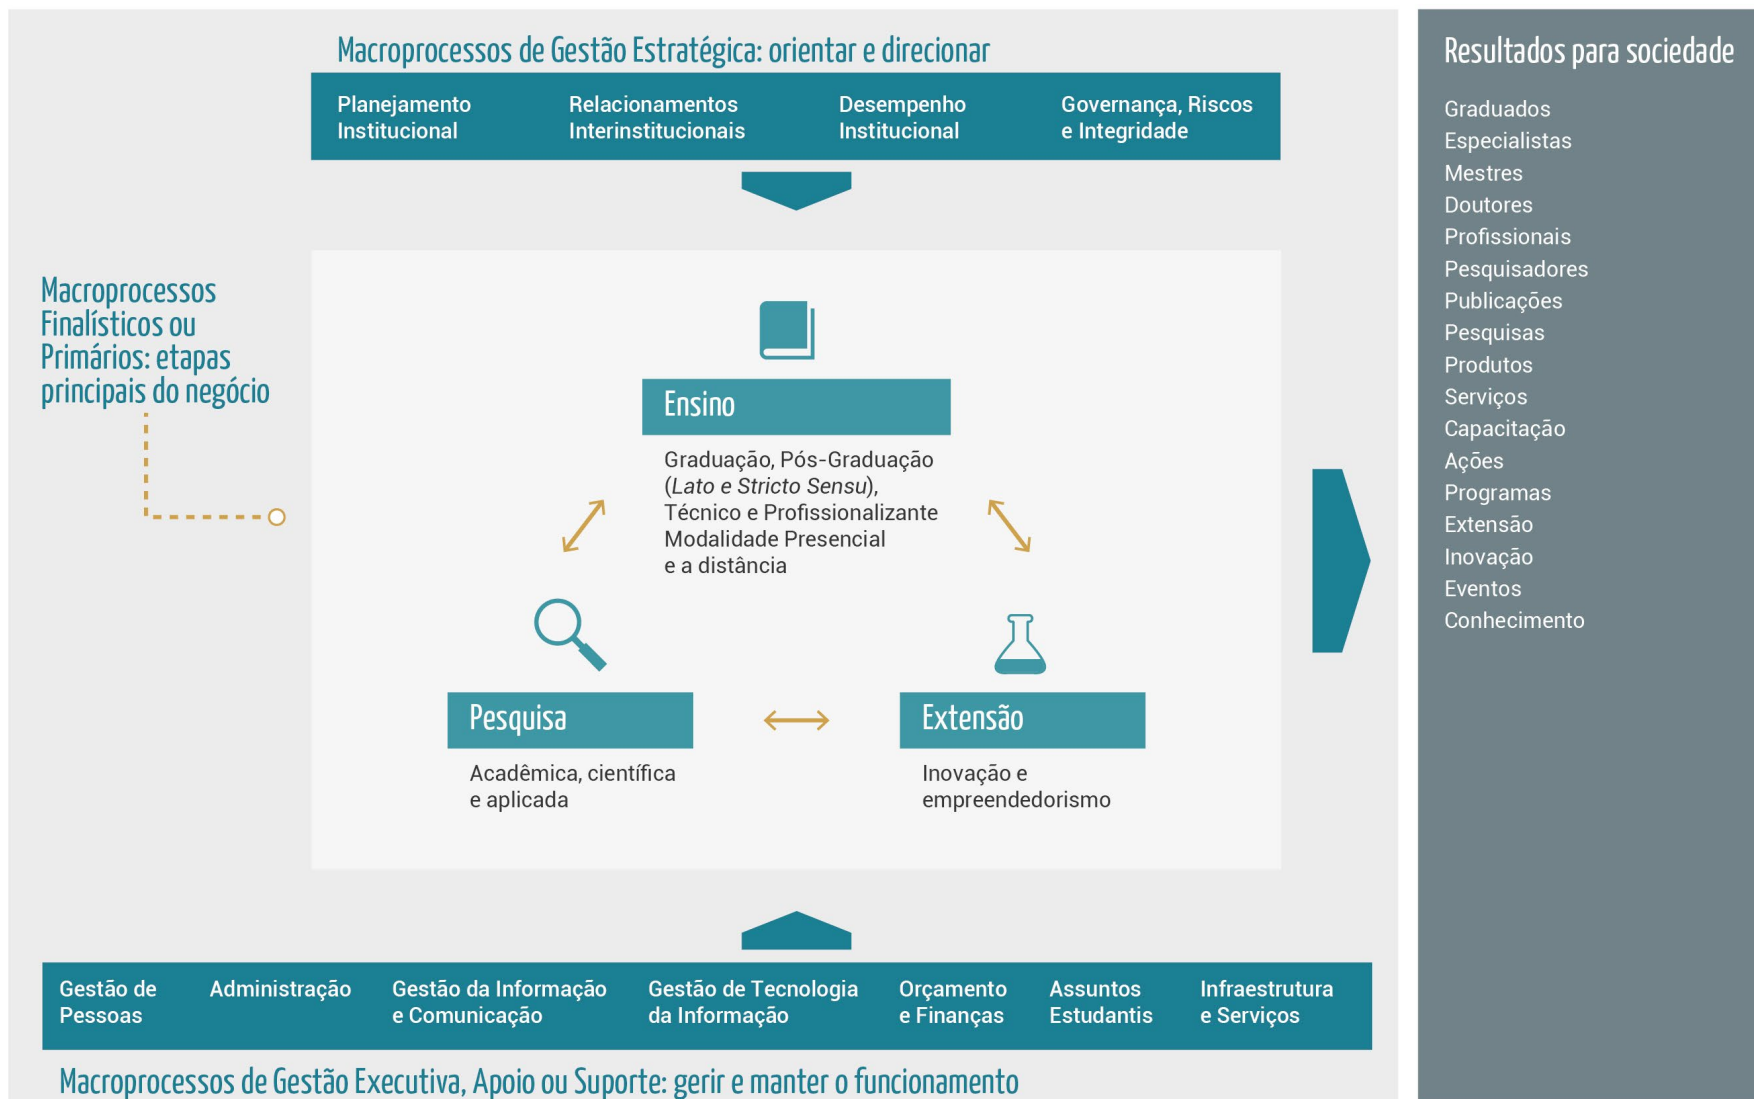 Macroprocessos de Gestão Estratégica: orientar e direcionar
Planejamento
Institucional
Relacionamentos
Interinstitucionais
Desempenho
Institucional
Governança, Riscos
e Integridade
Macroprocessos
Finalísticos ou
Primários: etapas
principais do negócio
Ensino
Graduação, Pós-Graduação
(Lato e Stricto Sensu),
Técnico e Profissionalizante
Modalidade Presencial
e a distância
Pesquisa
Acadêmica, científica
e aplicada
Extensão
Inovação e
empreendedorismo
Gestão de
Pessoas
Administração
Gestão da Informação
e Comunicação
Gestão de Tecnologia
da Informação
Orçamento
e Finanças
Assuntos
Estudantis
Infraestrutura
e Serviços
Macroprocessos de Gestão Executiva, Apoio ou Suporte: gerir e manter o funcionamento
Resultados para sociedade
Graduados
Especialistas
Mestres
Doutores
Profissionais
Pesquisadores
Publicações
Pesquisas
Produtos
Serviços
Capacitação
Ações
Programas
Extensão
Inovação
Eventos
Conhecimento